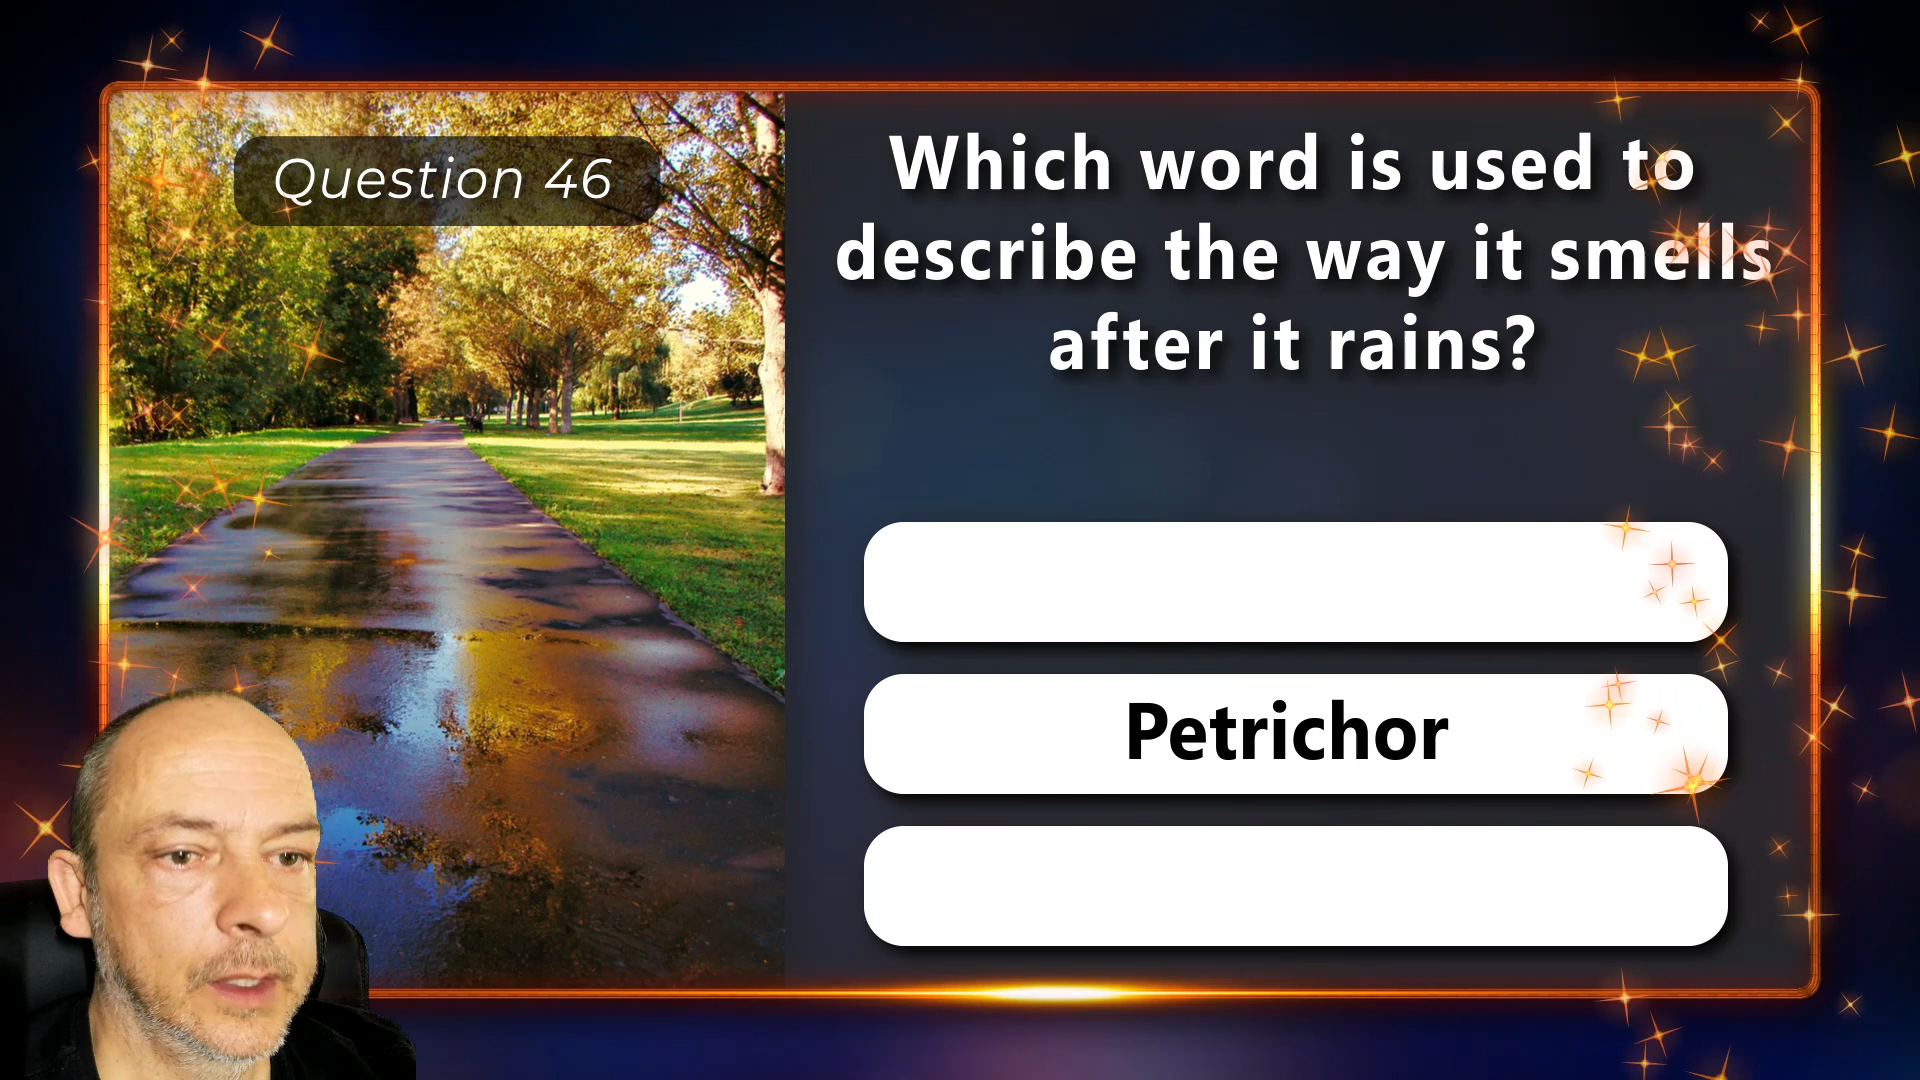 Question 46
Which word is used to
describe the way it smells
after it rains?
Petrichor